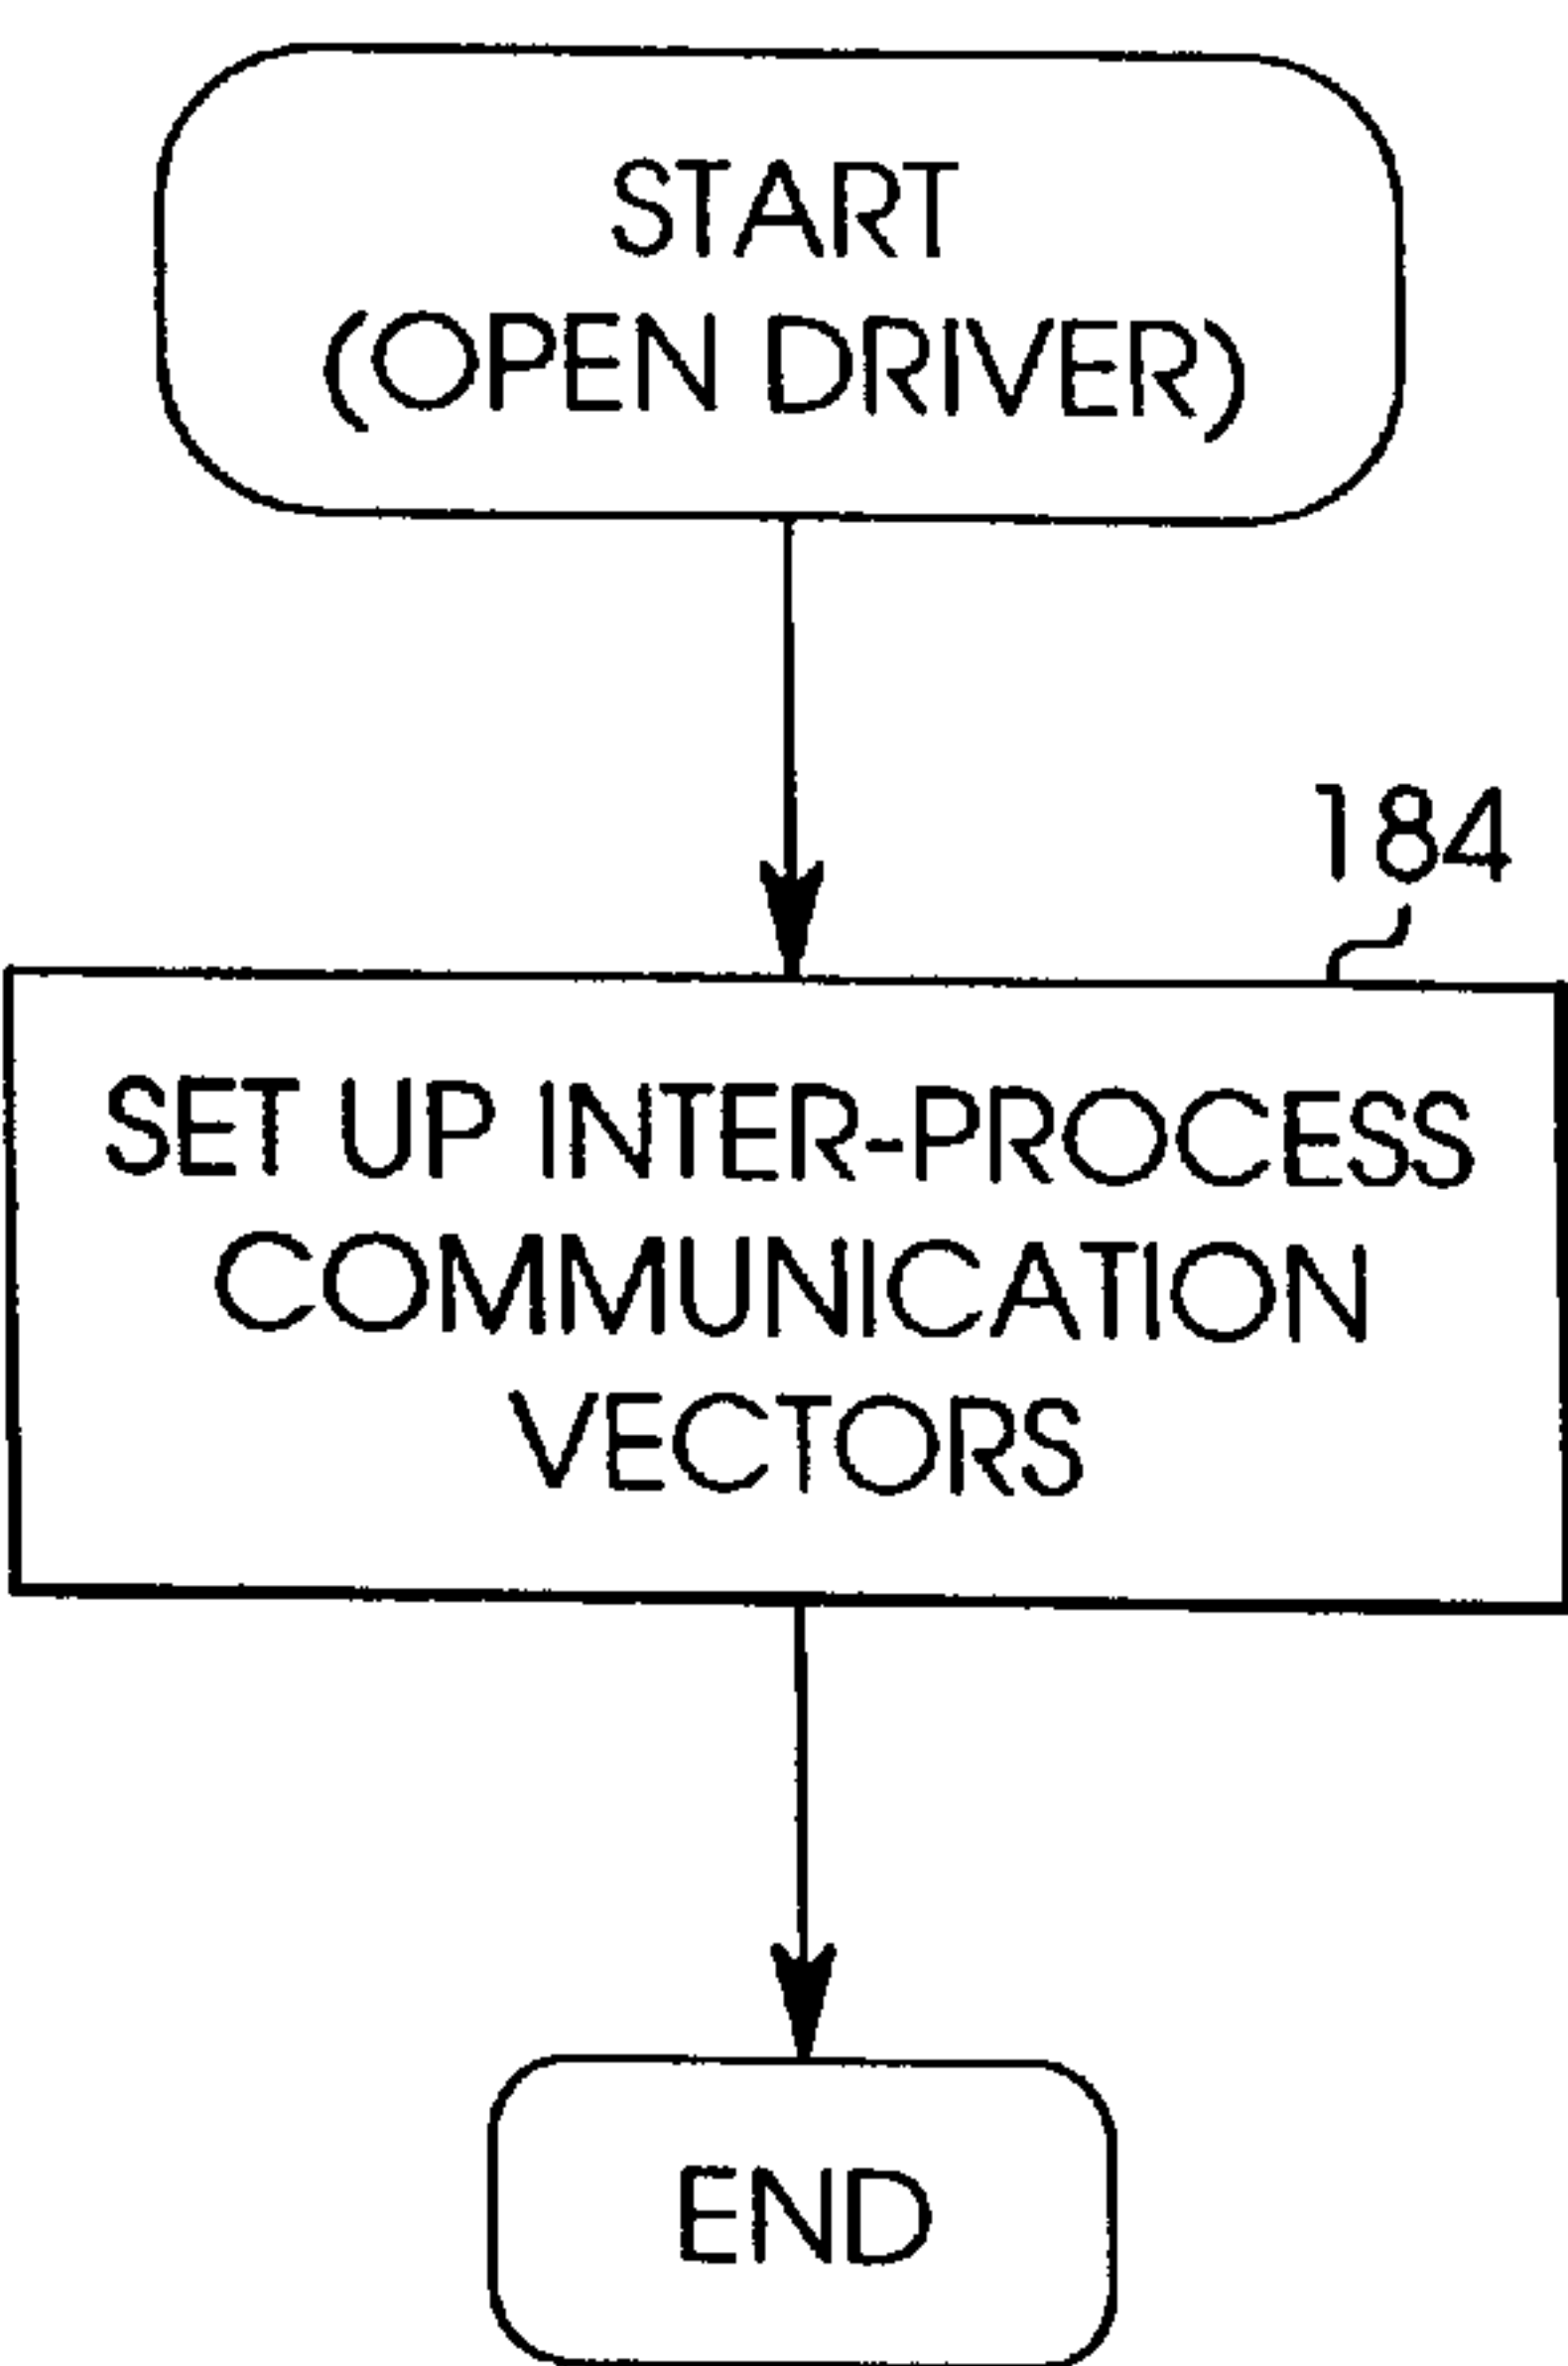 START
(OPEN DRIVER)
184
SET UP INTER-PROCESS
COMMUNICATION
VECTORS
END